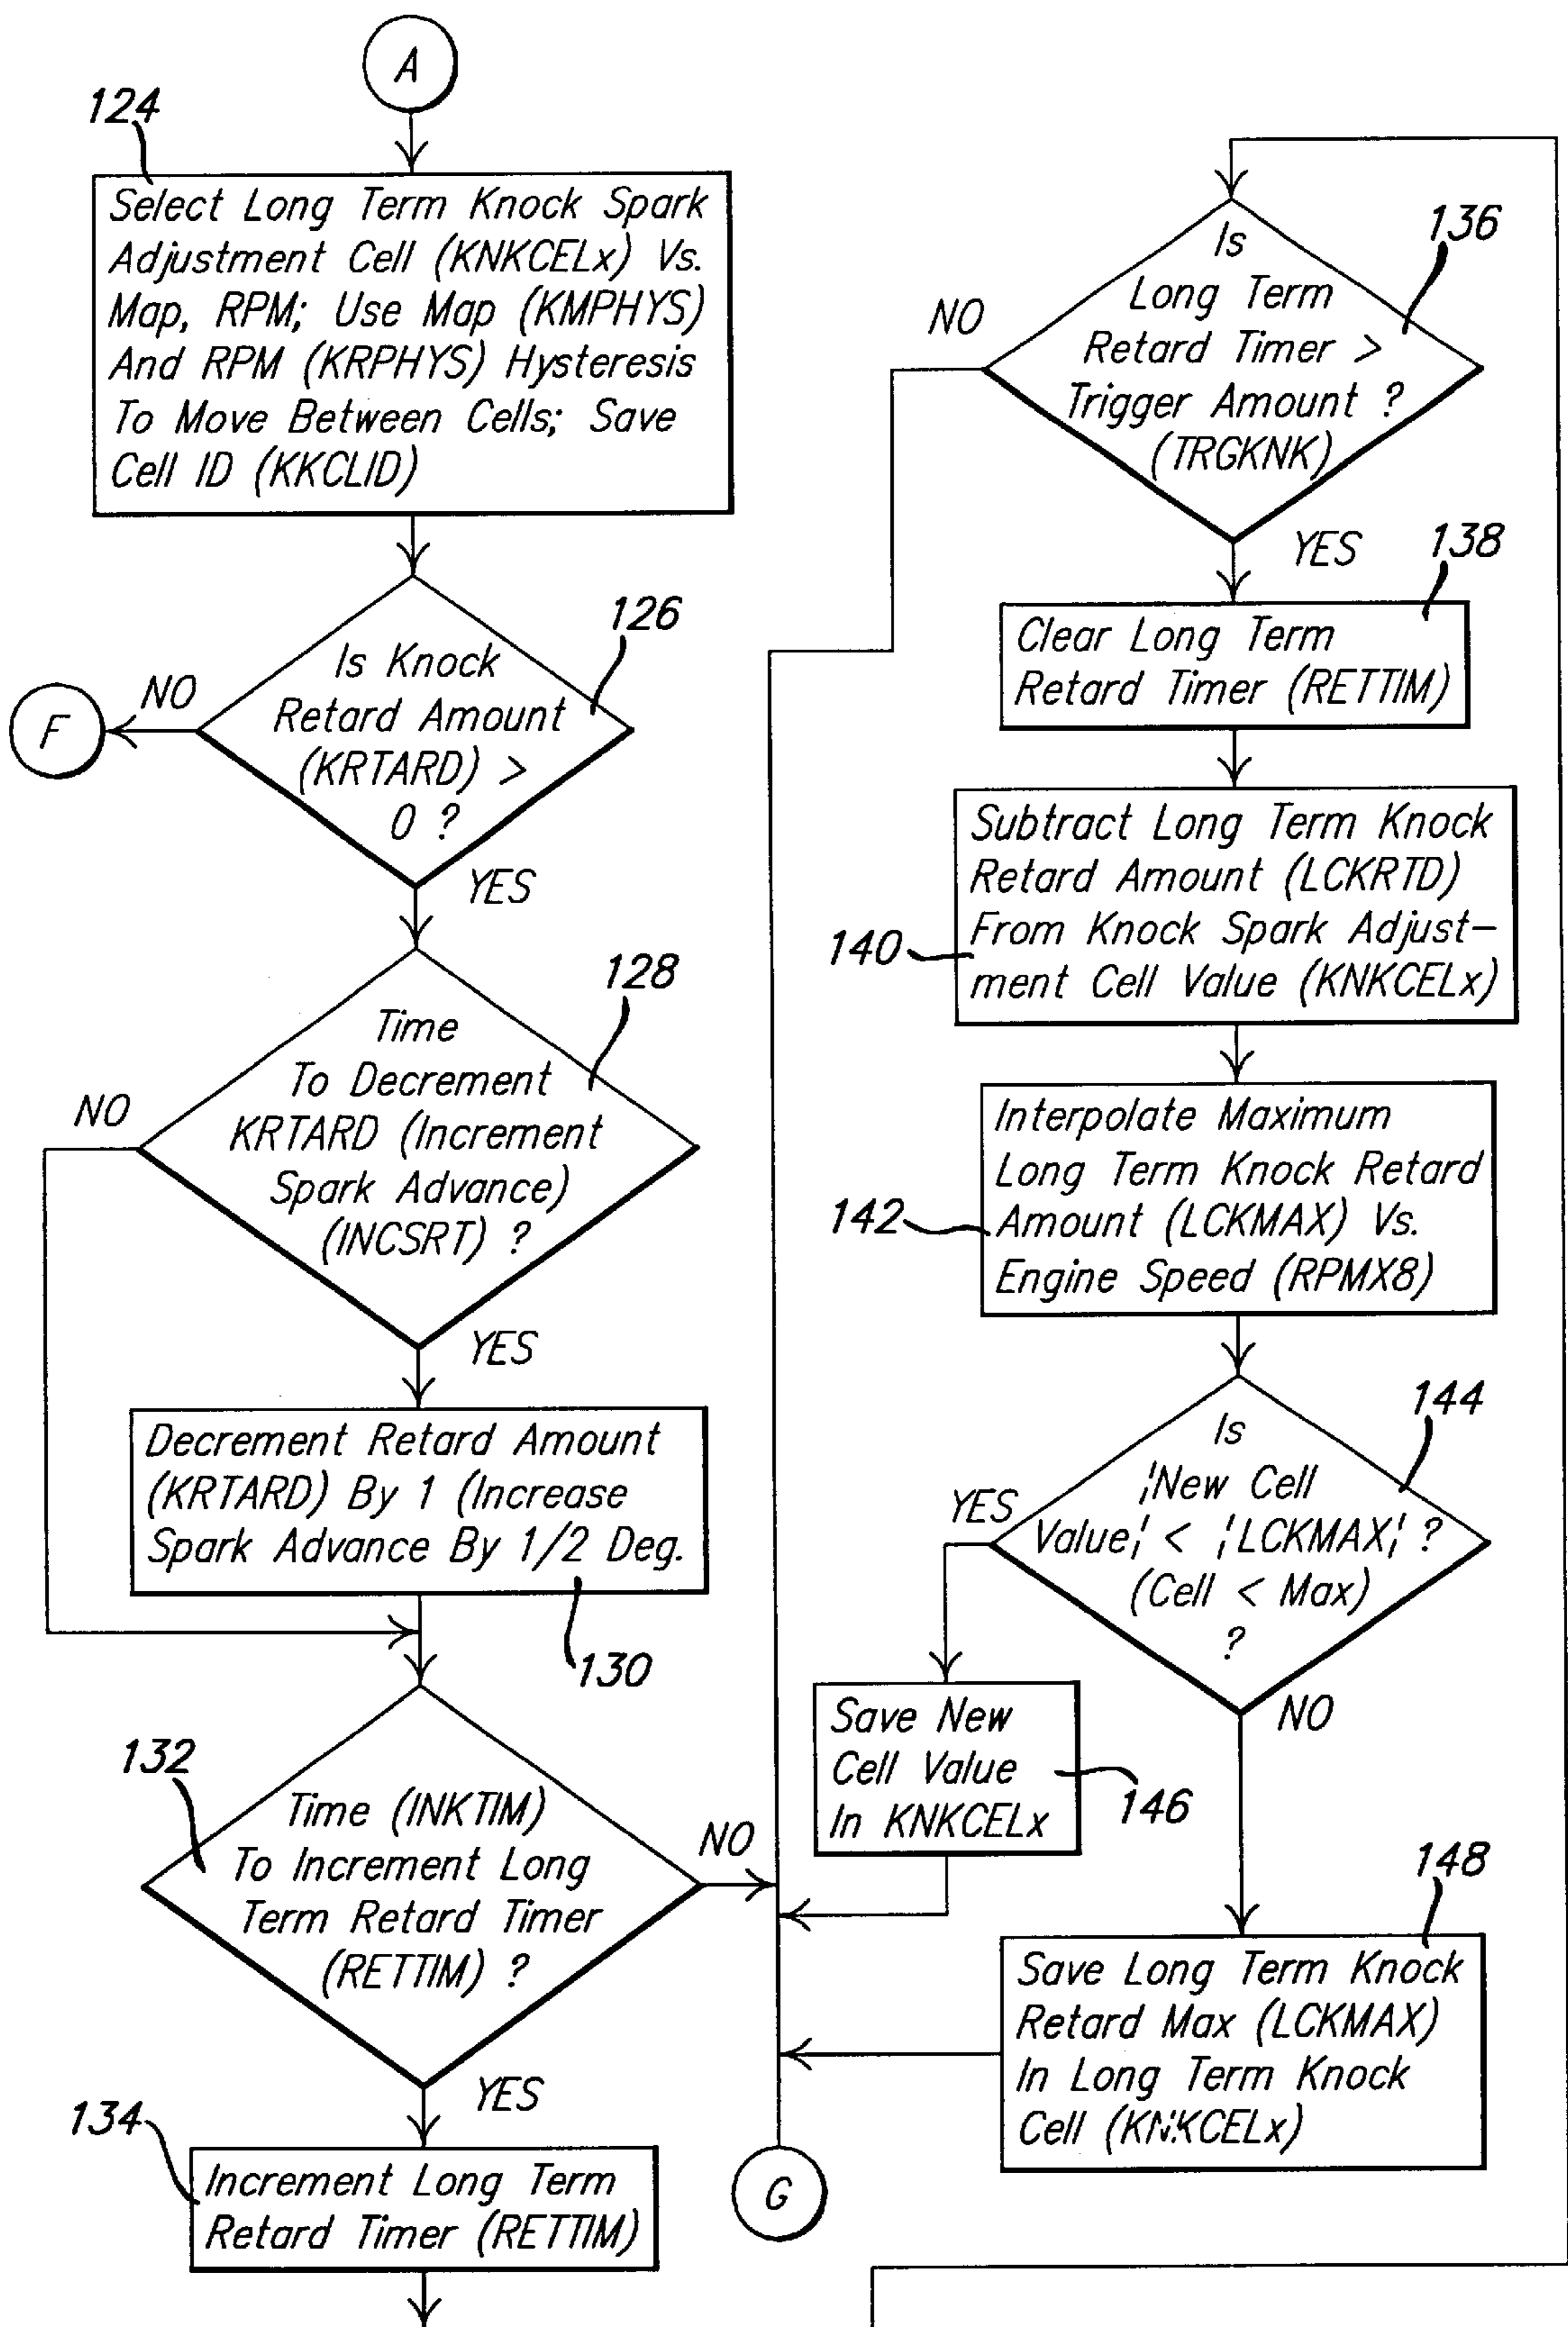 A
124
Select Long Term Knock Spark
Adjustment Cell (KNKCELx) Vs.
Map, RPM; Use Map (KMPHYS)
And RPM (KRPHYS) Hysteresis
To Move Between Cells; Save
Cell ID (KKCLID)
126
Is Knock
Retard Amount
(KRTARD) >
0 ?
NO
F
YES
128
Time
To Decrement
KRTARD (Increment
Spark Advance)
(INCSRT) ?
NO
YES
Decrement Retard Amount
(KRTARD) By 1 (Increase
Spark Advance By 1/2 Deg.
130
132
Time (INKTIM)
To Increment Long
Term Retard Timer
(RETTIM) ?
NO
YES
134
Increment Long Term
Retard Timer (RETTIM)
136
Is
Long Term
Retard Timer >
Trigger Amount ?
(TRGKNK)
NO
YES
138
Clear Long Term
Retard Timer (RETTIM)
140
Subtract Long Term Knock
Retard Amount (LCKRTD)
From Knock Spark Adjust-
ment Cell Value (KNKCELx)
142
Interpolate Maximum
Long Term Knock Retard
Amount (LCKMAX) Vs.
Engine Speed (RPMX8)
144
Is
¦New Cell
Value¦ < ¦LCKMAX¦ ?
(Cell < Max)
?
YES
NO
Save New
Cell Value
In KNKCELx
146
148
Save Long Term Knock
Retard Max (LCKMAX)
In Long Term Knock
Cell (KNKCELx)
G